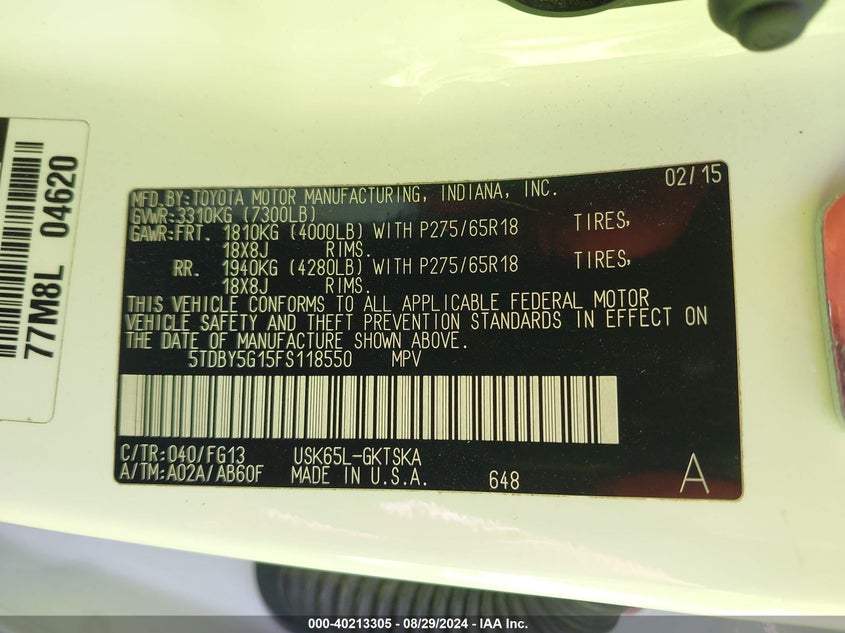 77M8L 04620
MFD.BY:TOYOTA MOTOR MANUFACTURING, INDIANA, INC. 02/15
GVWR:3310KG (7300LB)
GAWR:FRT. 1810KG (4000LB) WITH P275/65R18 TIRES,
18X8J RIMS.
RR. 1940KG (4280LB) WITH P275/65R18 TIRES,
18X8J RIMS.
THIS VEHICLE CONFORMS TO ALL APPLICABLE FEDERAL MOTOR
VEHICLE SAFETY AND THEFT PREVENTION STANDARDS IN EFFECT ON
THE DATE OF MANUFACTURE SHOWN ABOVE.
5TDBY5G15FS118550 MPV
C/TR:040/FG13 USK65L-GKTSKA
A/TM:A02A/AB60F MADE IN U.S.A. 648 A
000-40213305 - 08/29/2024 - IAA Inc.